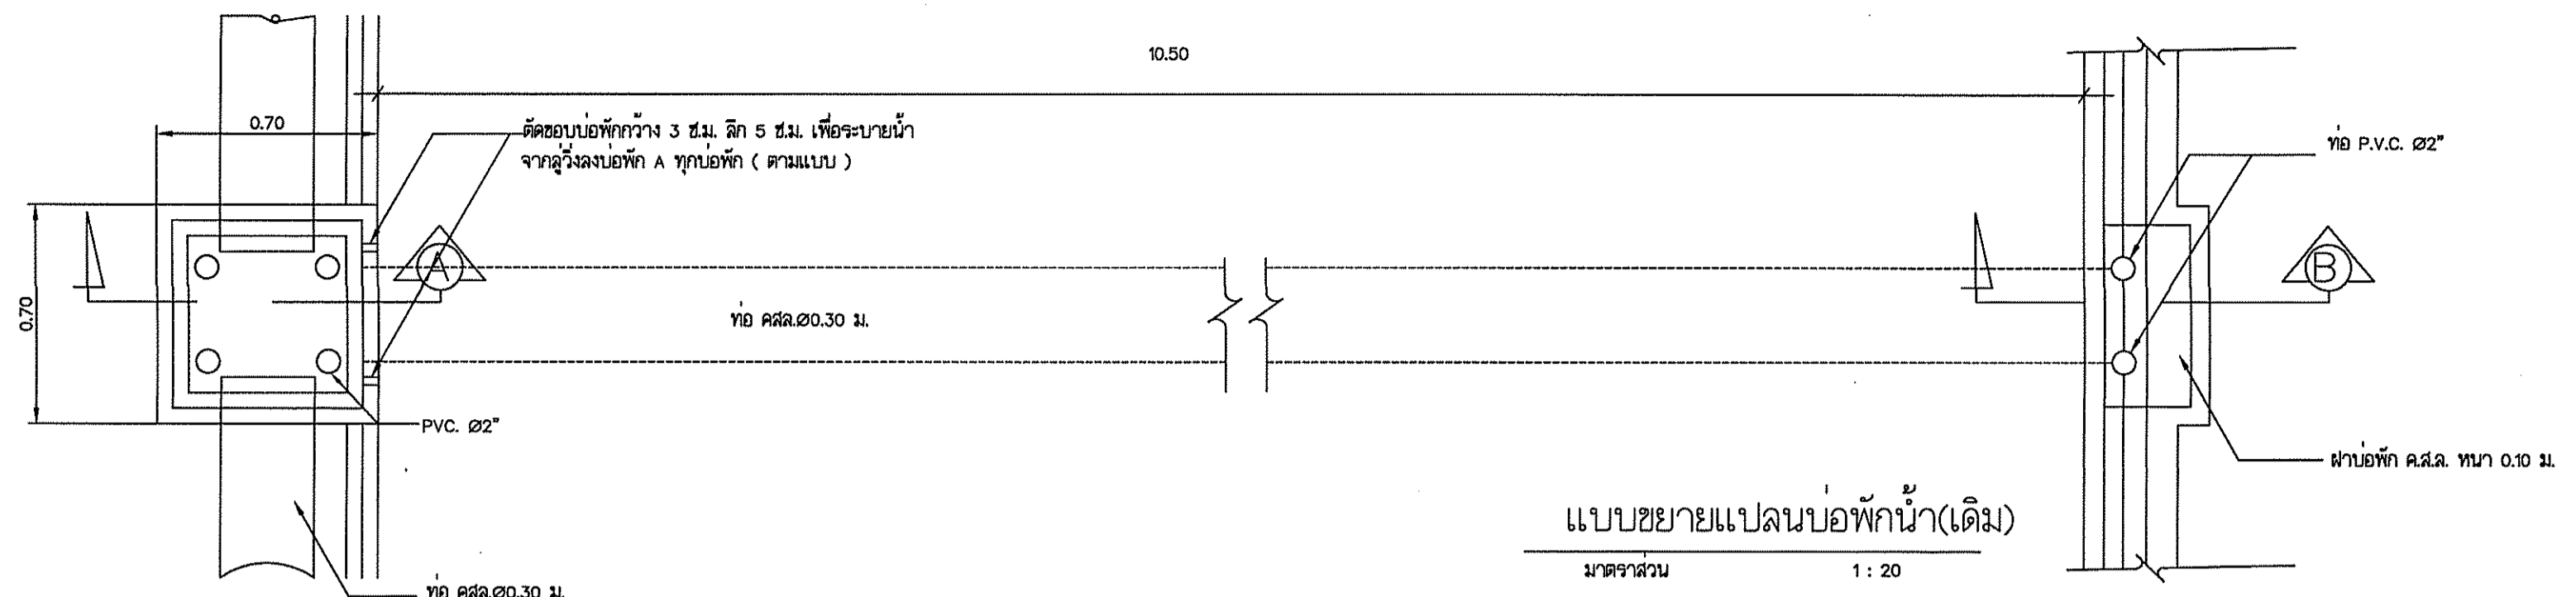 10.50
0.70
ตัดขอบบ่อพักกว้าง 3 ซ.ม. ลึก 5 ซ.ม. เพื่อระบายน้ำ
จากลู่วิ่งลงบ่อพัก A ทุกบ่อพัก ( ตามแบบ )
ท่อ P.V.C. Ø2"
A
B
0.70
ท่อ คสล.Ø0.30 ม.
PVC. Ø2"
ฝาบ่อพัก ค.ส.ล. หนา 0.10 ม.
แบบขยายแปลนบ่อพักน้ำ(เดิม)
มาตราส่วน 1 : 20
ท่อ คสล.Ø0.30 ม.